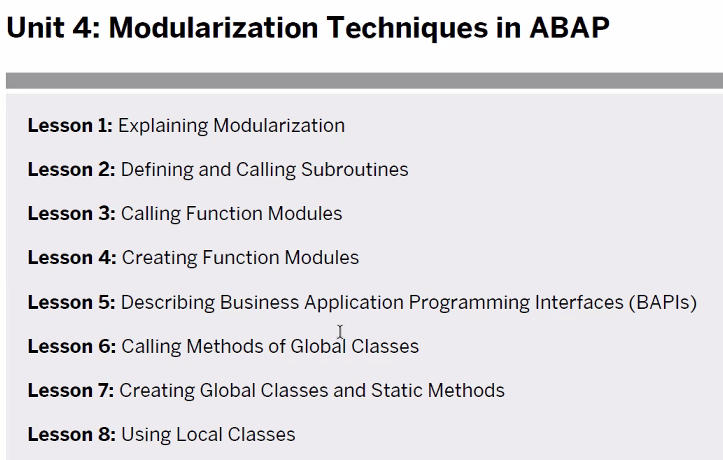 Unit 4: Modularization Techniques in ABAP
Lesson 1: Explaining Modularization
Lesson 2: Defining and Calling Subroutines
Lesson 3: Calling Function Modules
Lesson 4: Creating Function Modules
Lesson 5: Describing Business Application Programming Interfaces (BAPIs)
Lesson 6: Calling Methods of Global Classes
Lesson 7: Creating Global Classes and Static Methods
Lesson 8: Using Local Classes